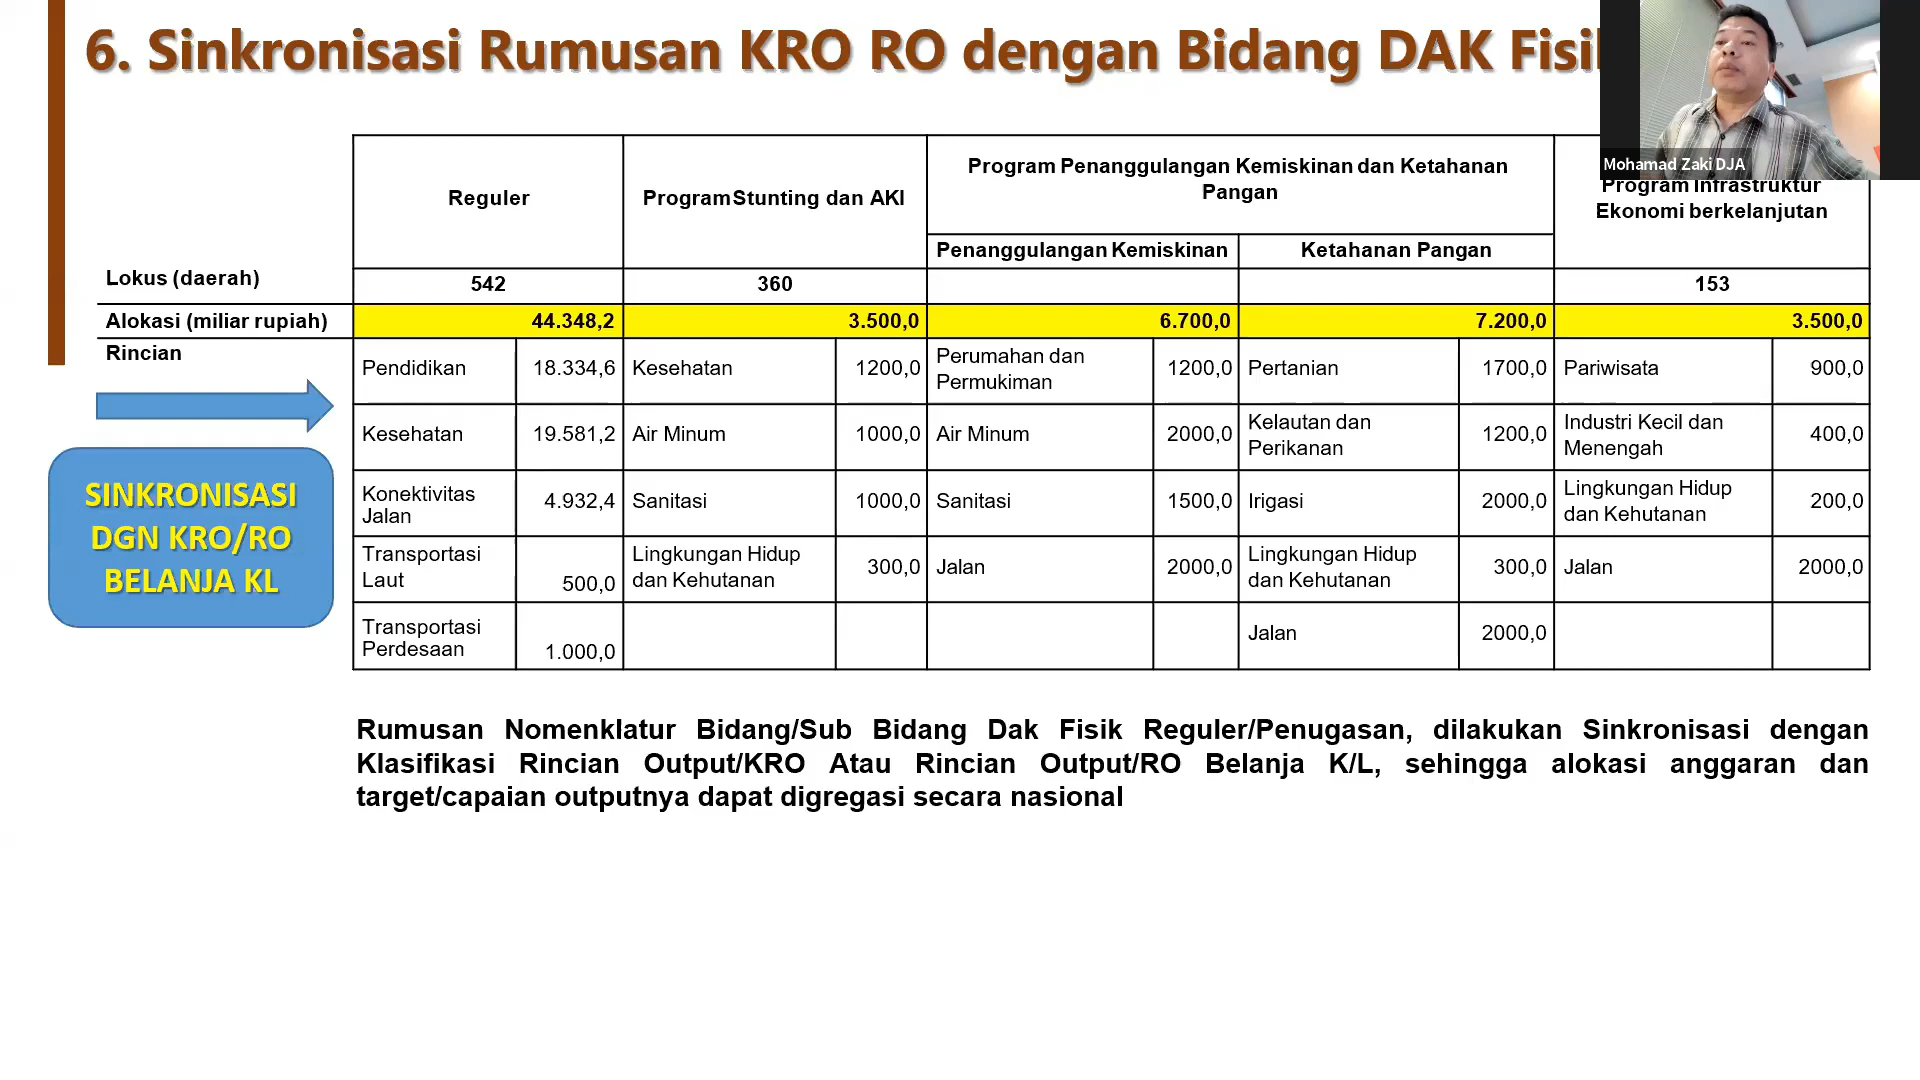 6. Sinkronisasi Rumusan KRO RO dengan Bidang DAK
Mohamad Zaki DJA
Reguler
Program Stunting dan AKI
Program Penanggulangan Kemiskinan dan Ketahanan
Pangan
Program Infrastruktur
Ekonomi berkelanjutan
Penanggulangan Kemiskinan
Ketahanan Pangan
Lokus (daerah)
542
360
153
Alokasi (miliar rupiah)
44.348,2
3.500,0
6.700,0
7.200,0
3.500,0
Rincian
Pendidikan
18.334,6
Kesehatan
1200,0
Perumahan dan
Permukiman
1200,0
Pertanian
1700,0
Pariwisata
900,0
Kesehatan
19.581,2
Air Minum
1000,0
Air Minum
2000,0
Kelautan dan
Perikanan
1200,0
Industri Kecil dan
Menengah
400,0
Konektivitas
Jalan
4.932,4
Sanitasi
1000,0
Sanitasi
1500,0
Irigasi
2000,0
Lingkungan Hidup
dan Kehutanan
200,0
Transportasi
Laut
500,0
Lingkungan Hidup
dan Kehutanan
300,0
Jalan
2000,0
Lingkungan Hidup
dan Kehutanan
300,0
Jalan
2000,0
Transportasi
Perdesaan
1.000,0
Jalan
2000,0
SINKRONISASI
DGN KRO/RO
BELANJA KL
Rumusan Nomenklatur Bidang/Sub Bidang Dak Fisik Reguler/Penugasan, dilakukan Sinkronisasi dengan
Klasifikasi Rincian Output/KRO Atau Rincian Output/RO Belanja K/L, sehingga alokasi anggaran dan
target/capaian outputnya dapat digregasi secara nasional